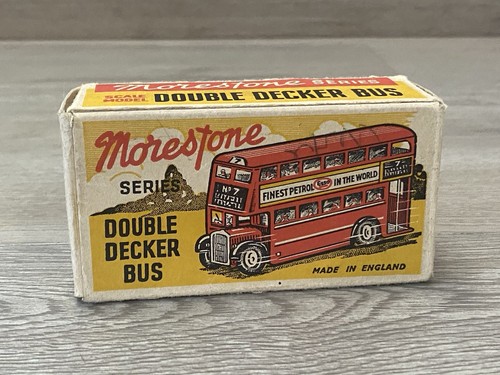 Morestone SERIES
SCALE MODEL DOUBLE DECKER BUS
Morestone
SERIES
DOUBLE
DECKER
BUS
No 7
7
FINEST PETROL Esso IN THE WORLD
MADE IN ENGLAND